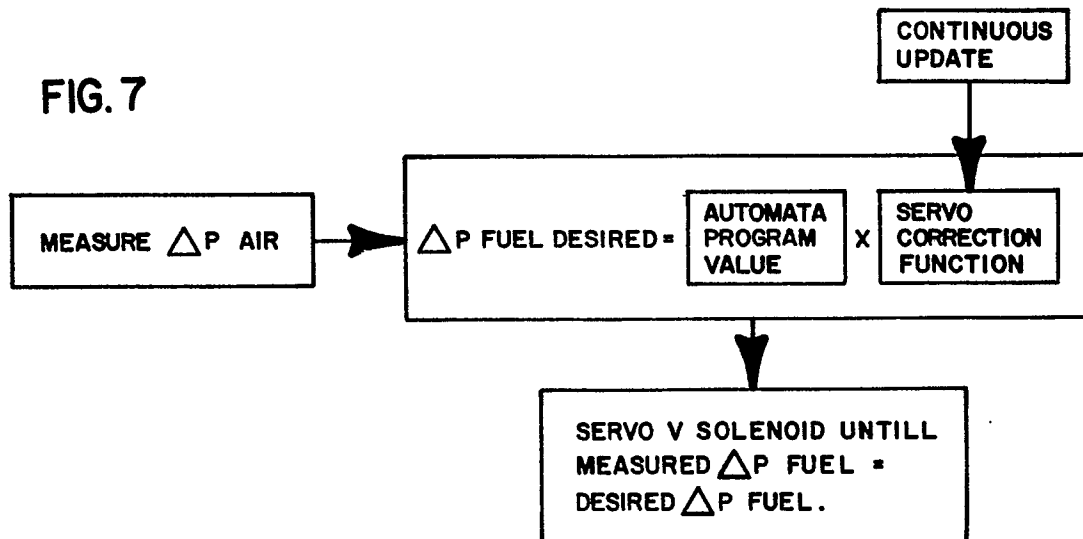 FIG. 7
CONTINUOUS
UPDATE
MEASURE △P AIR
△P FUEL DESIRED =
AUTOMATA
PROGRAM
VALUE
X
SERVO
CORRECTION
FUNCTION
SERVO V SOLENOID UNTILL
MEASURED △P FUEL =
DESIRED △P FUEL.